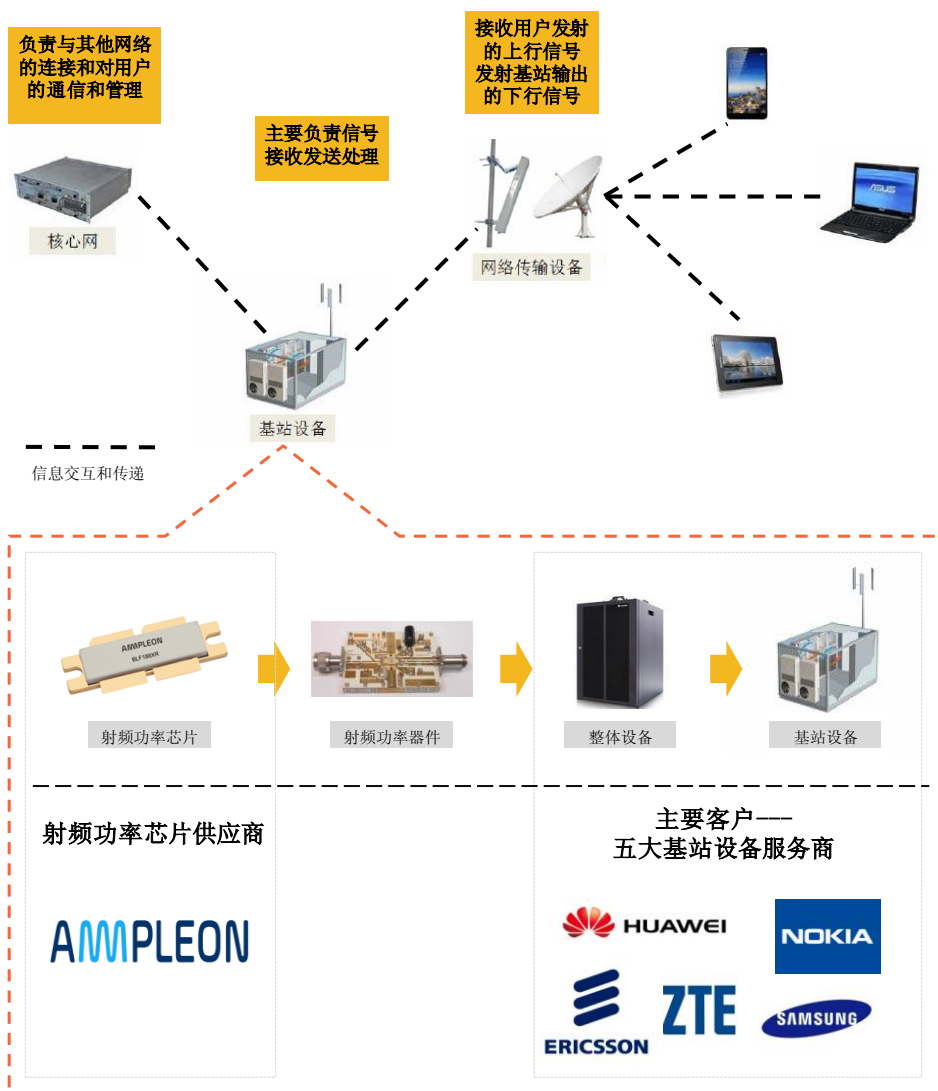 负责与其他网络
的连接和对用户
的通信和管理
接收用户发射
的上行信号
发射基站输出
的下行信号
主要负责信号
接收发送处理
ASUS
核心网
网络传输设备
基站设备
信息交互和传递
AMPLEON
BLF188XR
射频功率芯片
射频功率器件
整体设备
基站设备
射频功率芯片供应商
主要客户---
五大基站设备服务商
AMPLEON
HUAWEI
NOKIA
ERICSSON
ZTE
SAMSUNG